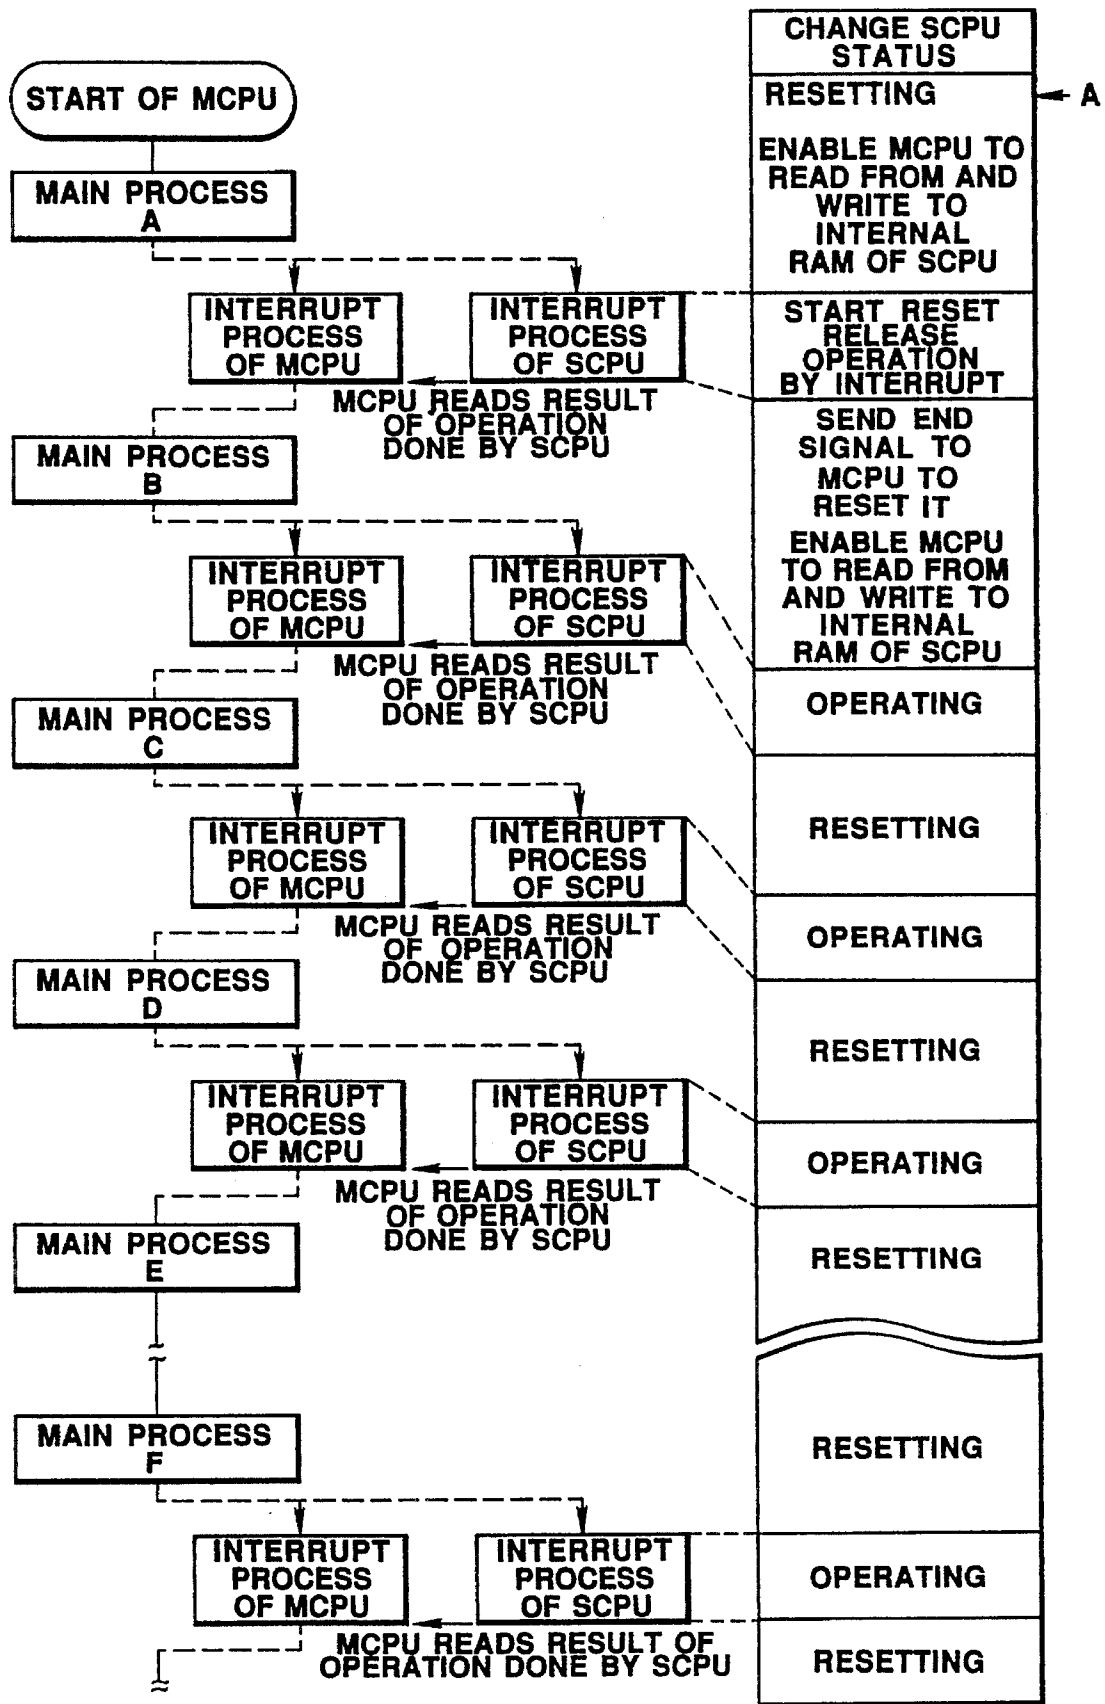 START OF MCPU
MAIN PROCESS
A
INTERRUPT
PROCESS
OF MCPU
INTERRUPT
PROCESS
OF SCPU
MCPU READS RESULT
OF OPERATION
DONE BY SCPU
MAIN PROCESS
B
INTERRUPT
PROCESS
OF MCPU
INTERRUPT
PROCESS
OF SCPU
MCPU READS RESULT
OF OPERATION
DONE BY SCPU
MAIN PROCESS
C
INTERRUPT
PROCESS
OF MCPU
INTERRUPT
PROCESS
OF SCPU
MCPU READS RESULT
OF OPERATION
DONE BY SCPU
MAIN PROCESS
D
INTERRUPT
PROCESS
OF MCPU
INTERRUPT
PROCESS
OF SCPU
MCPU READS RESULT
OF OPERATION
DONE BY SCPU
MAIN PROCESS
E
MAIN PROCESS
F
INTERRUPT
PROCESS
OF MCPU
INTERRUPT
PROCESS
OF SCPU
MCPU READS RESULT OF
OPERATION DONE BY SCPU
CHANGE SCPU
STATUS
RESETTING
A
ENABLE MCPU TO
READ FROM AND
WRITE TO
INTERNAL
RAM OF SCPU
START RESET
RELEASE
OPERATION
BY INTERRUPT
SEND END
SIGNAL TO
MCPU TO
RESET IT
ENABLE MCPU
TO READ FROM
AND WRITE TO
INTERNAL
RAM OF SCPU
OPERATING
RESETTING
OPERATING
RESETTING
OPERATING
RESETTING
RESETTING
OPERATING
RESETTING